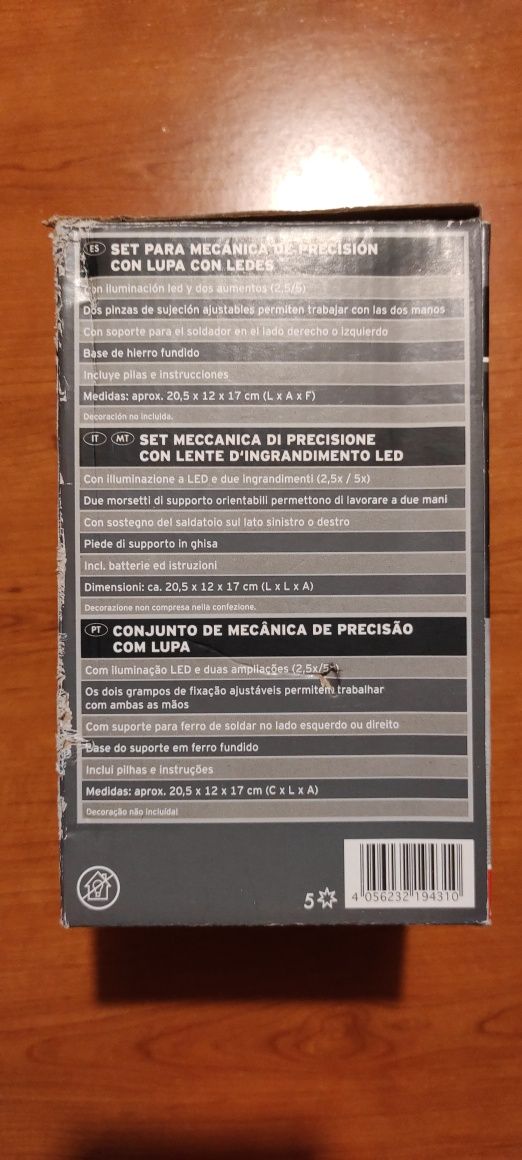 ES SET PARA MECÁNICA DE PRECISIÓN
CON LUPA CON LEDES
Con iluminación led y dos aumentos (2,5/5)
Dos pinzas de sujeción ajustables permiten trabajar con las dos manos
Con soporte para el soldador en el lado derecho o izquierdo
Base de hierro fundido
Incluye pilas e instrucciones
Medidas: aprox. 20,5 x 12 x 17 cm (L x A x F)
Decoración no incluida.
IT MT SET MECCANICA DI PRECISIONE
CON LENTE D'INGRANDIMENTO LED
Con illuminazione a LED e due ingrandimenti (2,5x / 5x)
Due morsetti di supporto orientabili permettono di lavorare a due mani
Con sostegno del saldatoio sul lato sinistro o destro
Piede di supporto in ghisa
Incl. batterie ed istruzioni
Dimensioni: ca. 20,5 x 12 x 17 cm (L x L x A)
Decorazione non compresa nella confezione.
PT CONJUNTO DE MECÂNICA DE PRECISÃO
COM LUPA
Com iluminação LED e duas ampliações (2,5x/5x)
Os dois grampos de fixação ajustáveis permitem trabalhar
com ambas as mãos
Com suporte para ferro de soldar no lado esquerdo ou direito
Base do suporte em ferro fundido
Inclui pilhas e instruções
Medidas: aprox. 20,5 x 12 x 17 cm (C x L x A)
Decoração não incluída!
5
4 056232 194310